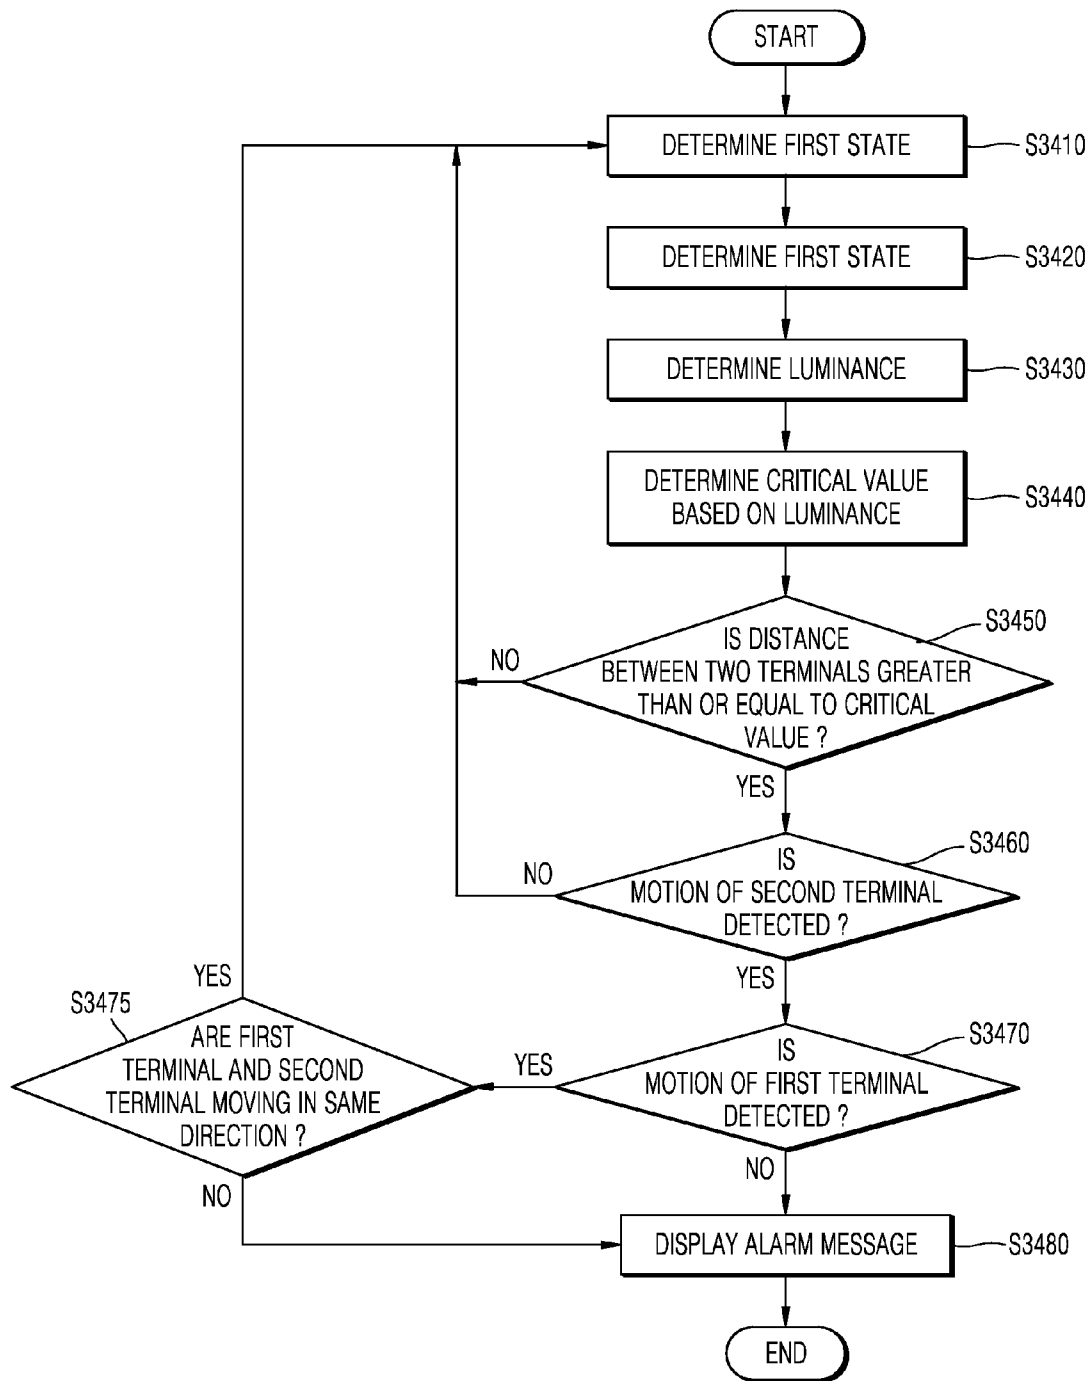 START
DETERMINE FIRST STATE
S3410
DETERMINE FIRST STATE
S3420
DETERMINE LUMINANCE
S3430
DETERMINE CRITICAL VALUE
BASED ON LUMINANCE
S3440
S3450
IS DISTANCE
BETWEEN TWO TERMINALS GREATER
THAN OR EQUAL TO CRITICAL
VALUE ?
NO
YES
S3460
IS
MOTION OF SECOND TERMINAL
DETECTED ?
NO
YES
S3470
IS
MOTION OF FIRST TERMINAL
DETECTED ?
YES
NO
S3475
ARE FIRST
TERMINAL AND SECOND
TERMINAL MOVING IN SAME
DIRECTION ?
YES
NO
DISPLAY ALARM MESSAGE
S3480
END